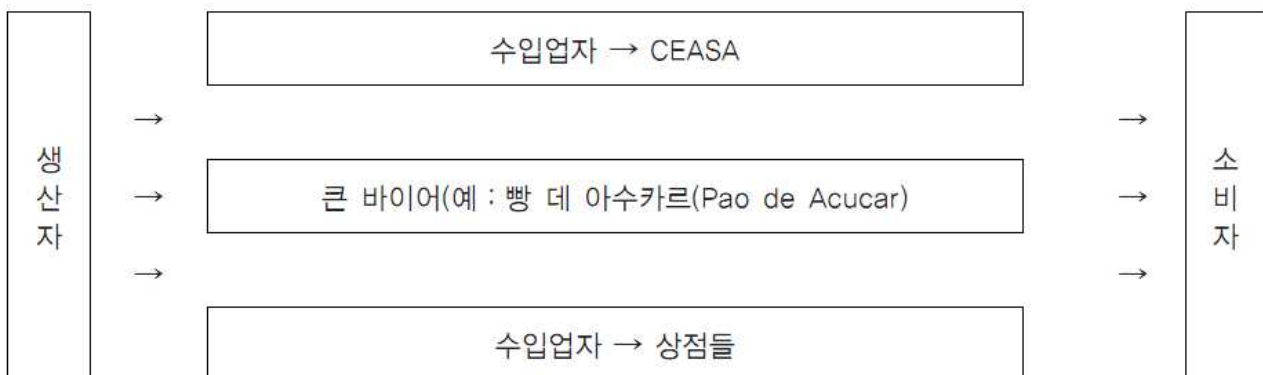 수입업자 → CEASA
생산자
→ →
→ 큰 바이어(예 : 빵 데 아수카르(Pao de Acucar) →
→ →
소비자
수입업자 → 상점들